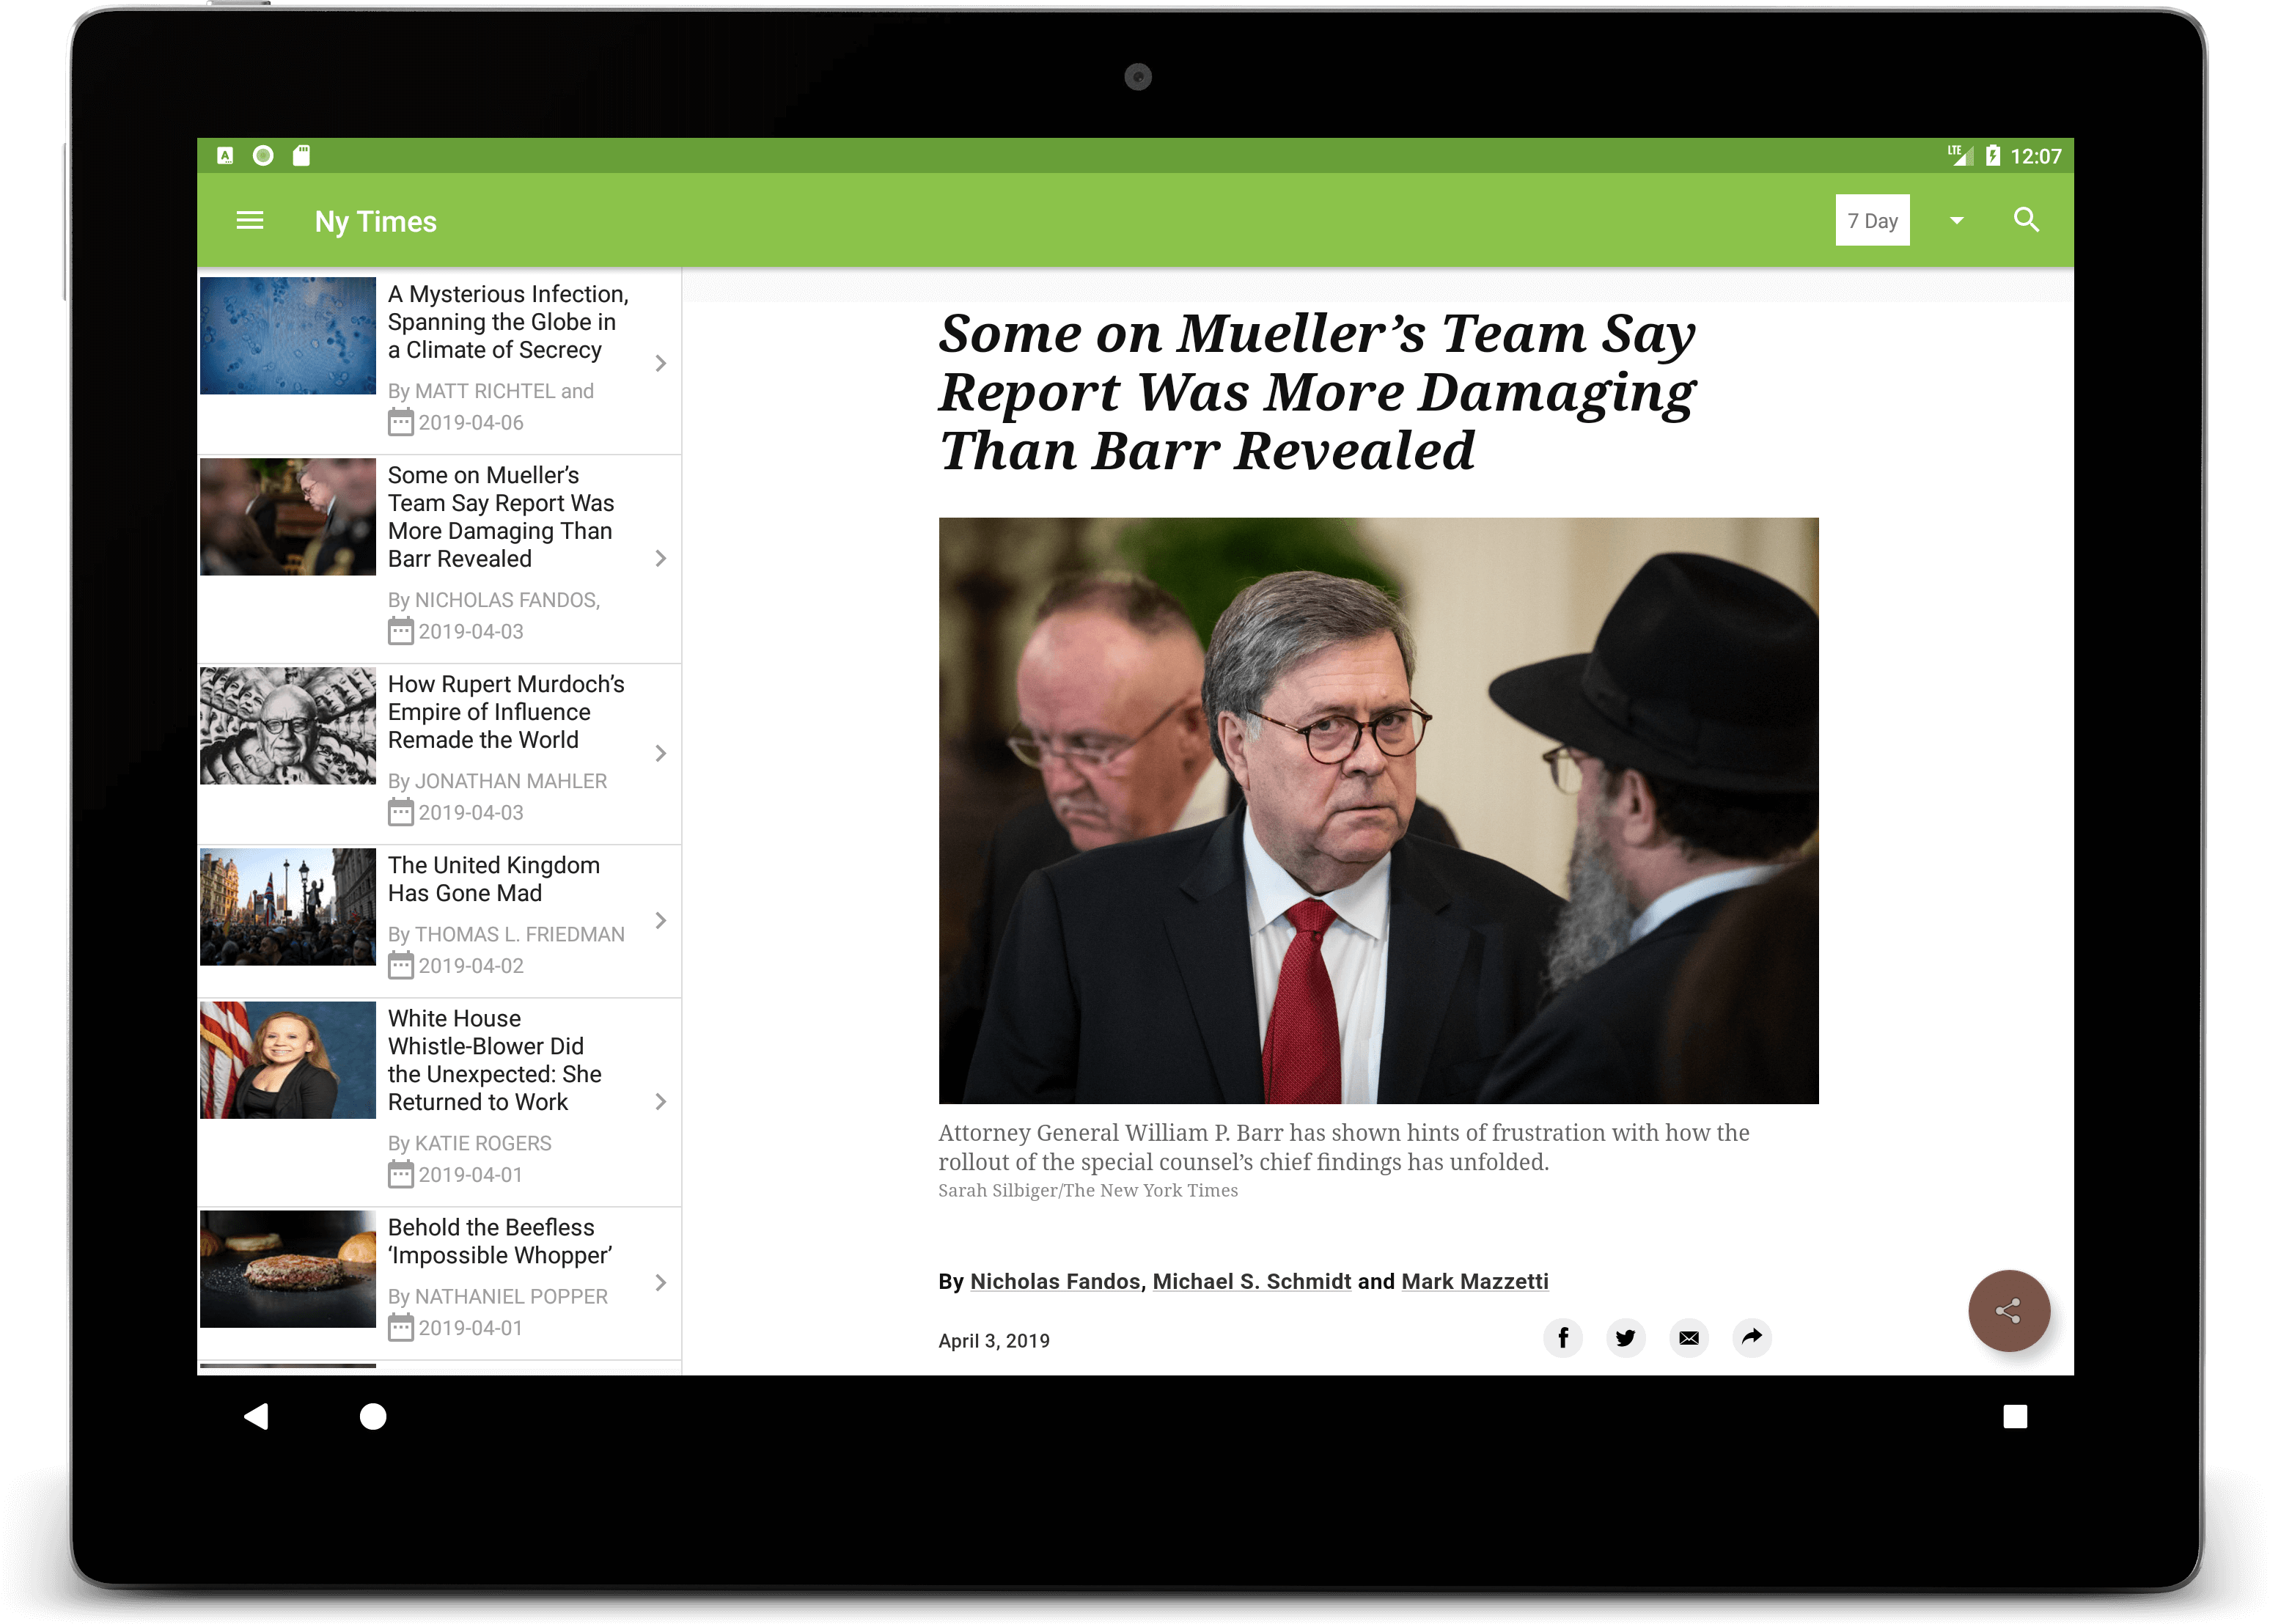 LTE 12:07
Ny Times
7 Day
A Mysterious Infection,
Spanning the Globe in
a Climate of Secrecy
By MATT RICHTEL and
2019-04-06
Some on Mueller’s
Team Say Report Was
More Damaging Than
Barr Revealed
By NICHOLAS FANDOS,
2019-04-03
How Rupert Murdoch’s
Empire of Influence
Remade the World
By JONATHAN MAHLER
2019-04-03
The United Kingdom
Has Gone Mad
By THOMAS L. FRIEDMAN
2019-04-02
White House
Whistle-Blower Did
the Unexpected: She
Returned to Work
By KATIE ROGERS
2019-04-01
Behold the Beefless
‘Impossible Whopper’
By NATHANIEL POPPER
2019-04-01
Some on Mueller’s Team Say
Report Was More Damaging
Than Barr Revealed
Attorney General William P. Barr has shown hints of frustration with how the
rollout of the special counsel’s chief findings has unfolded.
Sarah Silbiger/The New York Times
By Nicholas Fandos, Michael S. Schmidt and Mark Mazzetti
April 3, 2019